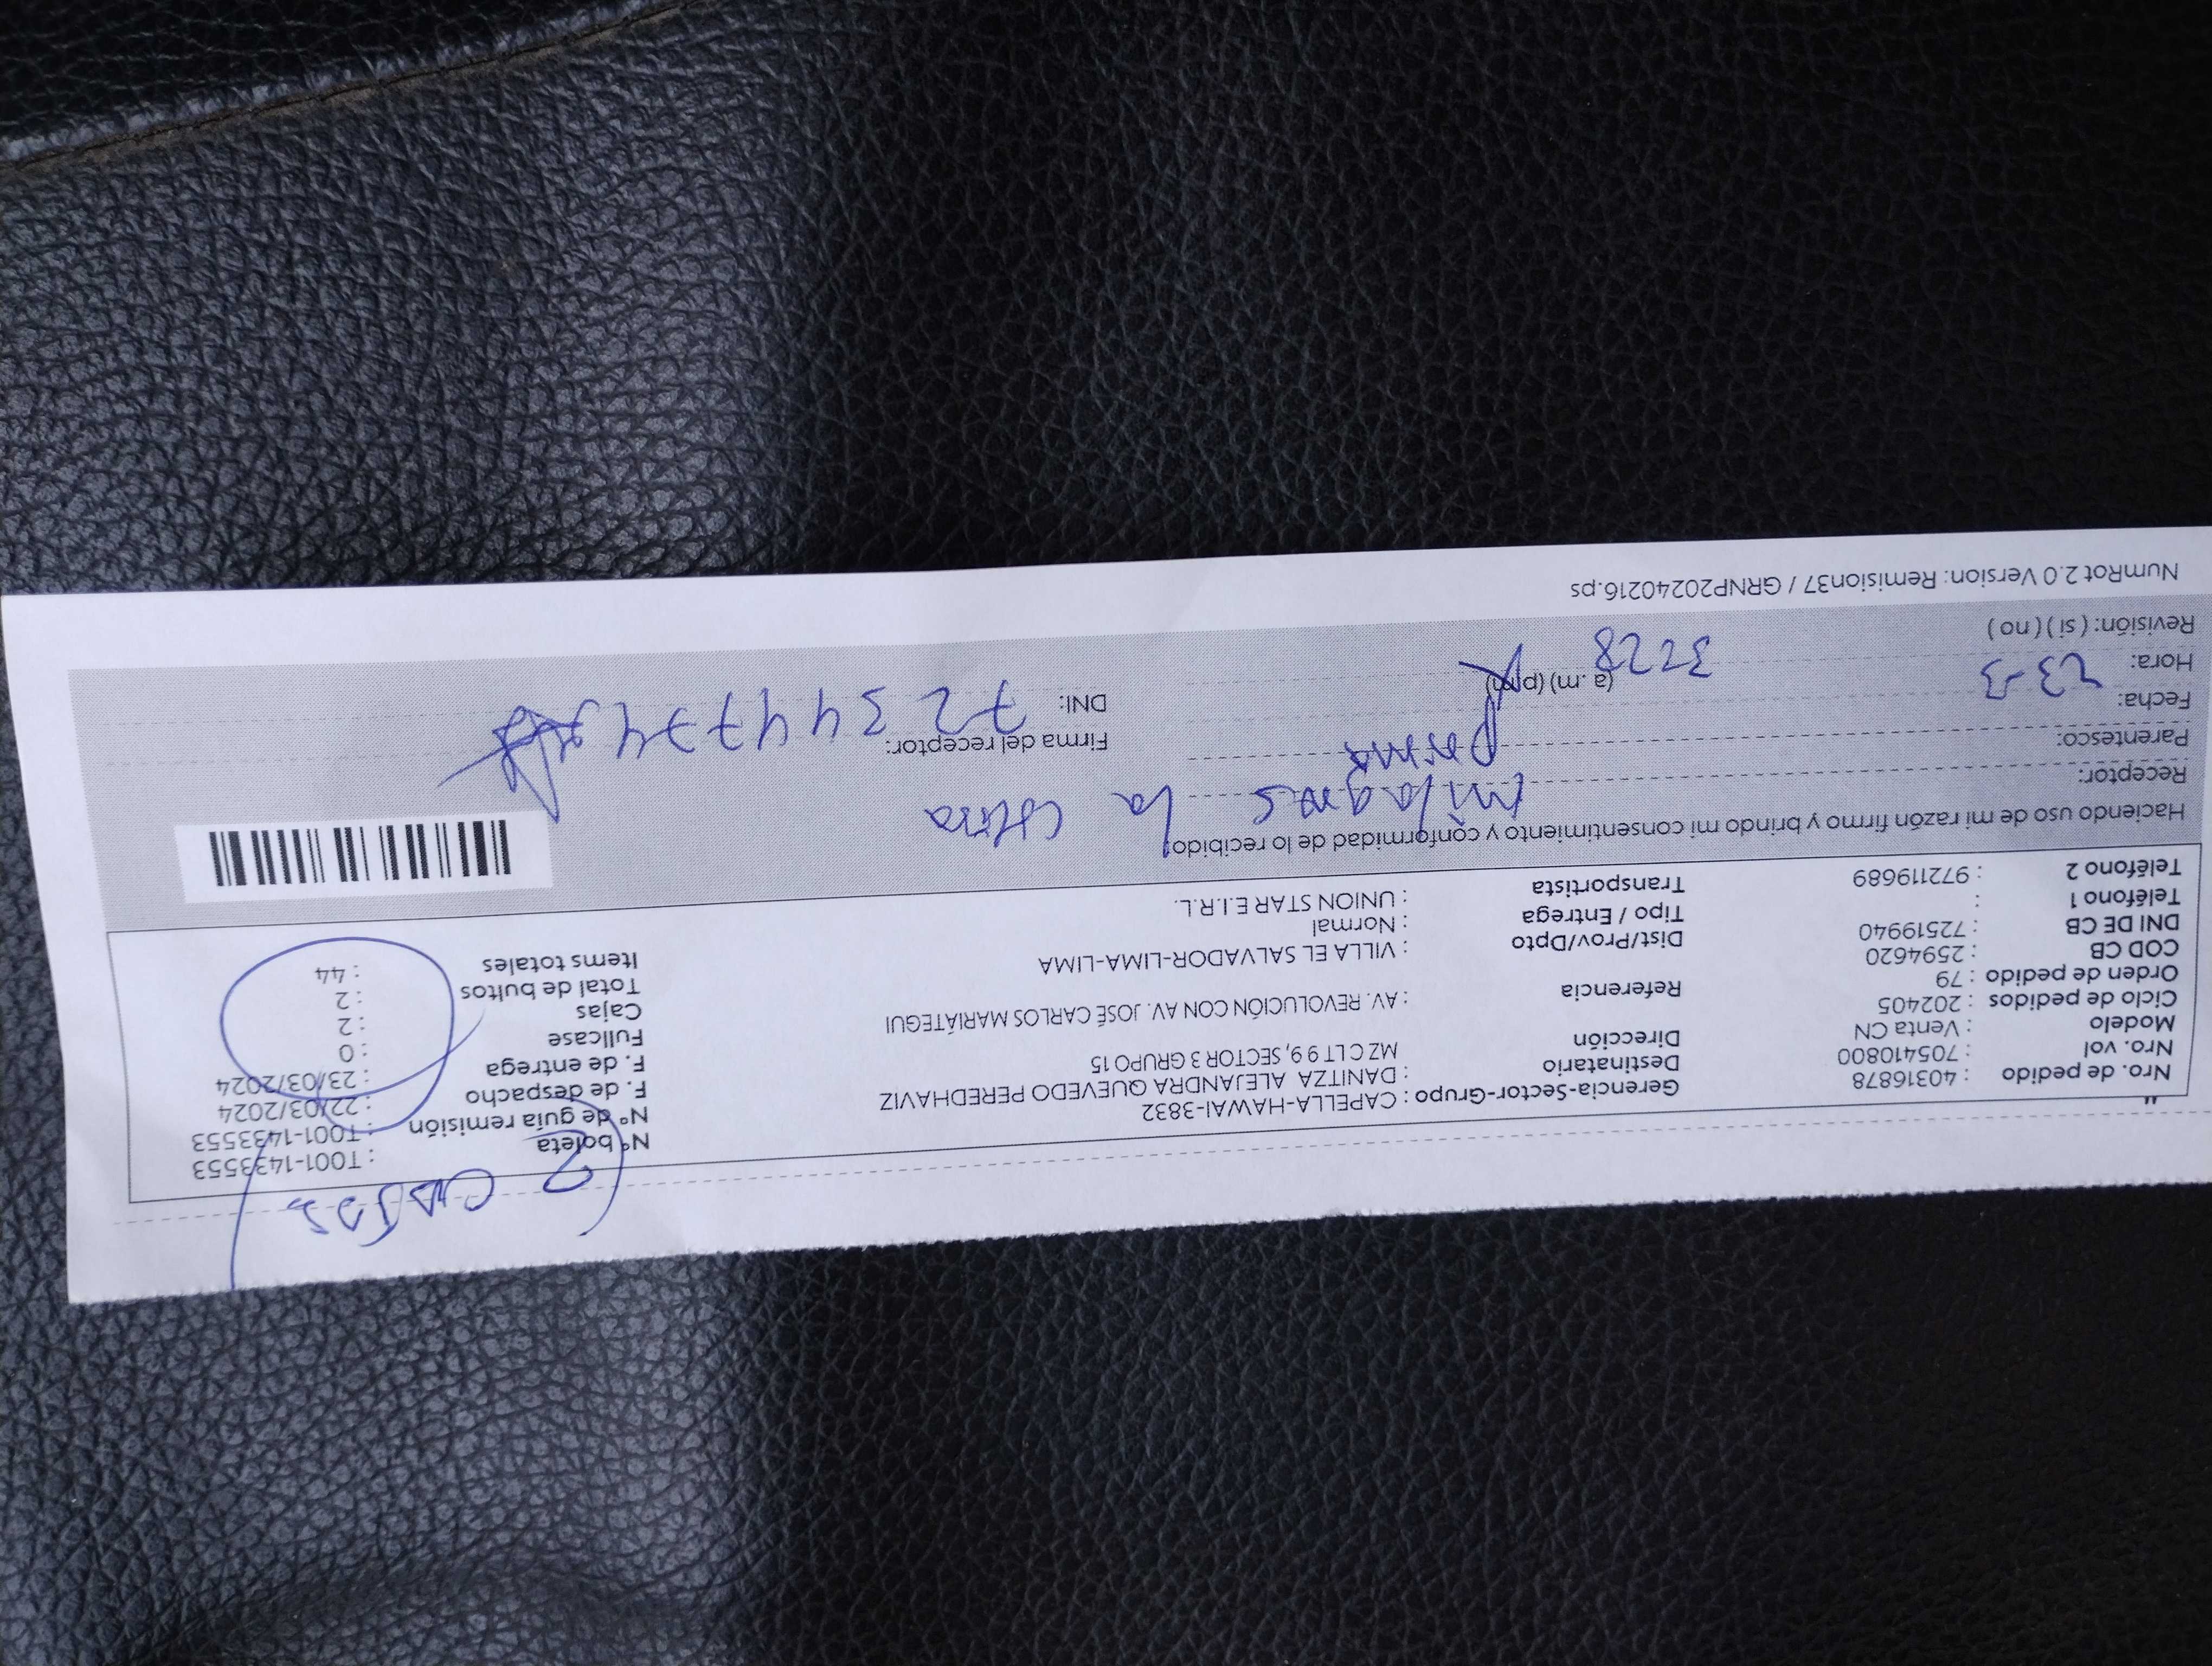 2 cajas
Nro. de pedido : 40316878
Nro. vol : 705410800
Modelo : Venta CN
Ciclo de pedidos : 202405
Orden de pedido : 79
COD CB : 2594620
DNI DE CB : 72519940
Teléfono 1 :
Teléfono 2 : 972119689
Gerencia-Sector-Grupo : CAPELLA-HAWAI-3832
Destinatario : DANITZA ALEJANDRA QUEVEDO PEREDHAVIZ
Dirección MZ C LT 9 9, SECTOR 3 GRUPO 15
Referencia : AV. REVOLUCIÓN CON AV. JOSÉ CARLOS MARIÁTEGUI
Dist/Prov/Dpto : VILLA EL SALVADOR-LIMA-LIMA
Tipo / Entrega : Normal
Transportista : UNION STAR E.I.R.L.
N° boleta : T001-1433553
N° de guía remisión : T001-1433553
F. de despacho : 22/03/2024
F. de entrega : 23/03/2024
Fullcase : 0
Cajas : 2
Total de bultos : 2
Items totales : 44
Haciendo uso de mi razón firmo y brindo mi consentimiento y conformidad de lo recibido:
Receptor: Milagros la
Parentesco: prima
Fecha: 23-3
Hora: (a. m) (pm)
Revisión: ( si ) ( no )
Firma del receptor:
DNI: 72344774
NumRot 2.0 Version: Remision37 / GRNP20240216.ps